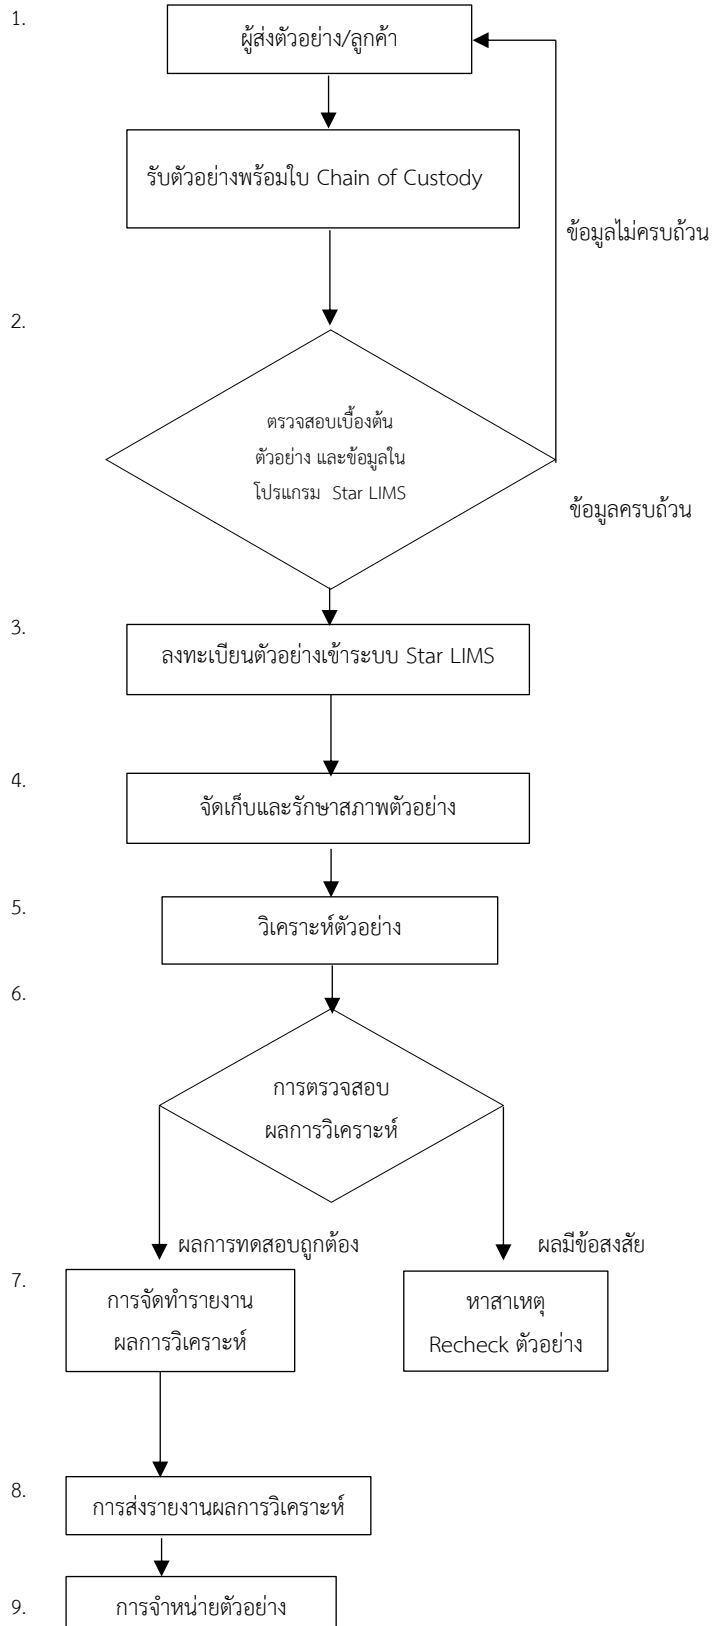 1.
ผู้ส่งตัวอย่าง/ลูกค้า
รับตัวอย่างพร้อมใบ Chain of Custody
ข้อมูลไม่ครบถ้วน
2.
ตรวจสอบเบื้องต้น
ตัวอย่าง และข้อมูลใน
โปรแกรม Star LIMS
ข้อมูลครบถ้วน
3.
ลงทะเบียนตัวอย่างเข้าระบบ Star LIMS
4.
จัดเก็บและรักษาสภาพตัวอย่าง
5.
วิเคราะห์ตัวอย่าง
6.
การตรวจสอบ
ผลการวิเคราะห์
ผลการทดสอบถูกต้อง
ผลมีข้อสงสัย
7.
การจัดทำรายงาน
ผลการวิเคราะห์
หาสาเหตุ
Recheck ตัวอย่าง
8.
การส่งรายงานผลการวิเคราะห์
9.
การจำหน่ายตัวอย่าง